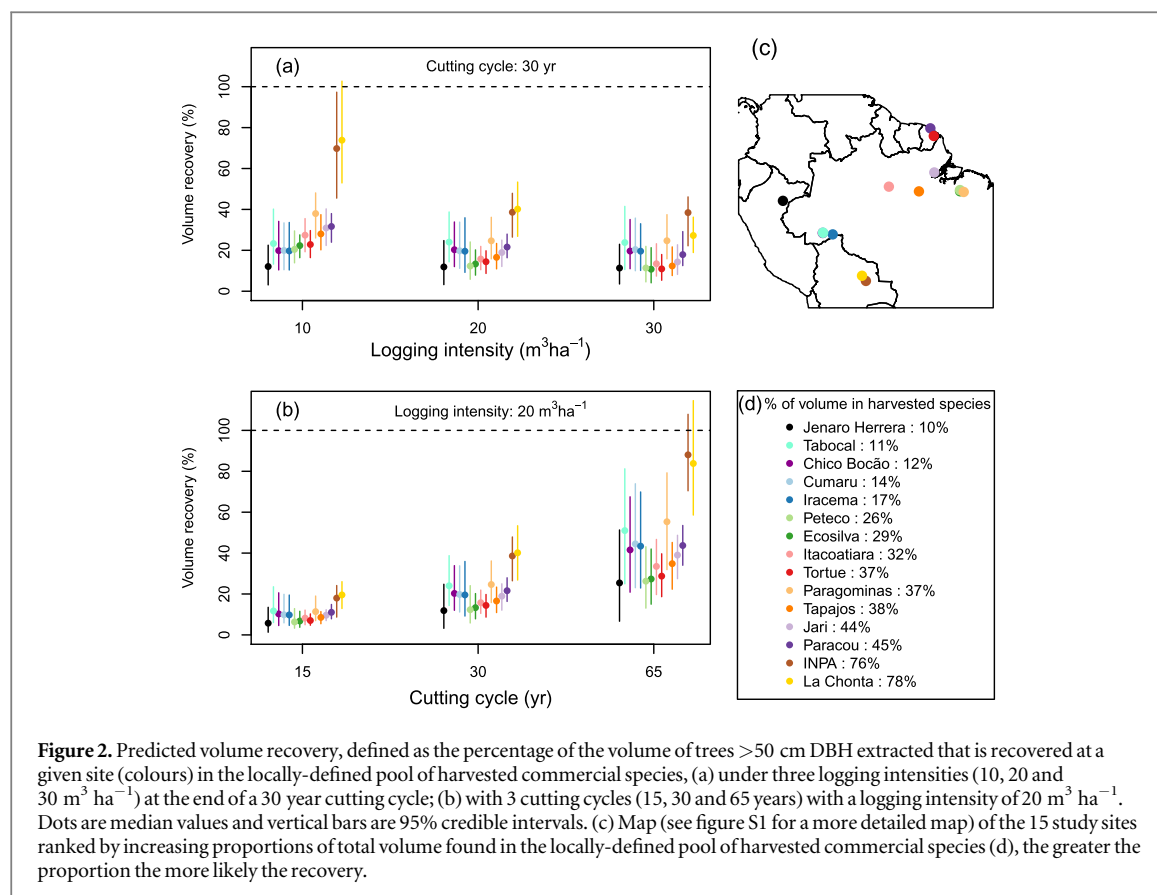 (a)
Cutting cycle: 30 yr
Volume recovery (%)
0 20 40 60 80 100
10 20 30
Logging intensity (m³ha⁻¹)
(b)
Logging intensity: 20 m³ha⁻¹
Volume recovery (%)
0 20 40 60 80 100
15 30 65
Cutting cycle (yr)
(c)
(d) % of volume in harvested species
Jenaro Herrera : 10%
Tabocal : 11%
Chico Bocão : 12%
Cumaru : 14%
Iracema : 17%
Peteco : 26%
Ecosilva : 29%
Itacoatiara : 32%
Tortue : 37%
Paragominas : 37%
Tapajos : 38%
Jari : 44%
Paracou : 45%
INPA : 76%
La Chonta : 78%
Figure 2. Predicted volume recovery, defined as the percentage of the volume of trees >50 cm DBH extracted that is recovered at a
given site (colours) in the locally-defined pool of harvested commercial species, (a) under three logging intensities (10, 20 and
30 m³ ha⁻¹) at the end of a 30 year cutting cycle; (b) with 3 cutting cycles (15, 30 and 65 years) with a logging intensity of 20 m³ ha⁻¹.
Dots are median values and vertical bars are 95% credible intervals. (c) Map (see figure S1 for a more detailed map) of the 15 study sites
ranked by increasing proportions of total volume found in the locally-defined pool of harvested commercial species (d), the greater the
proportion the more likely the recovery.